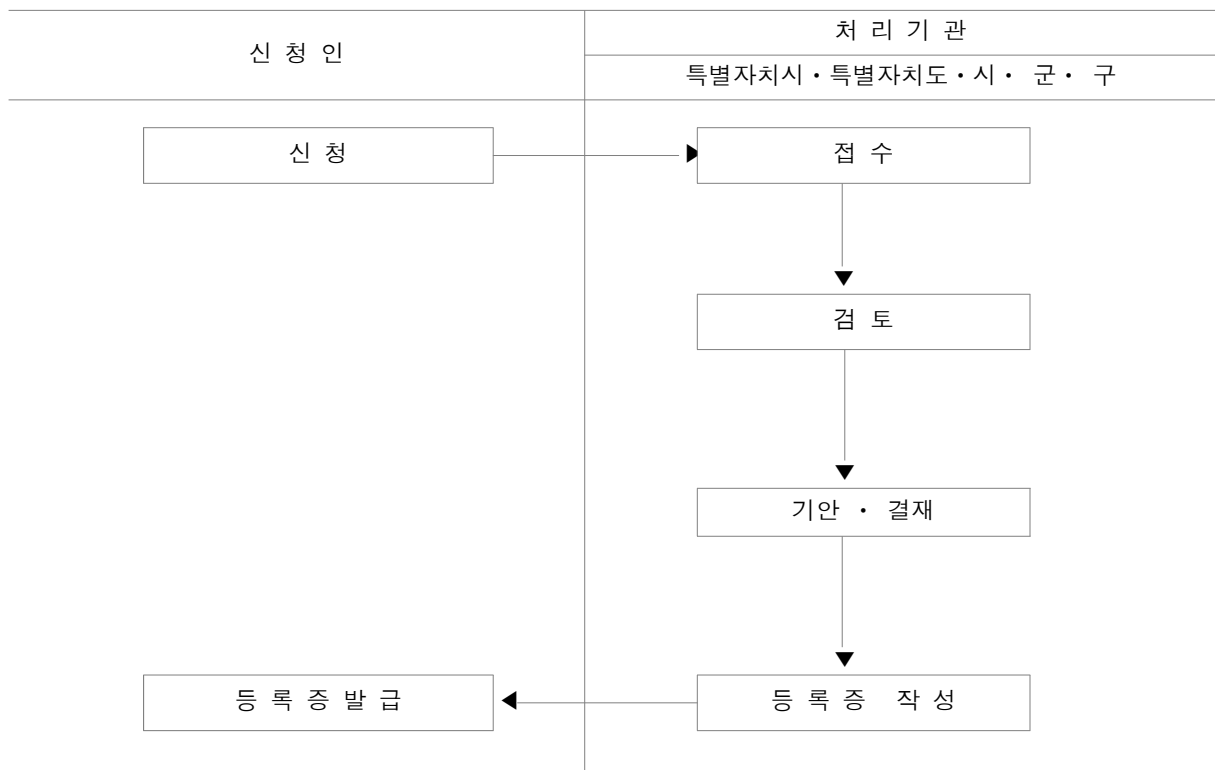 신 청 인
처 리 기 관
특별자치시・특별자치도・시・ 군・ 구
신 청
접 수
검 토
기안 ・ 결재
등 록 증 발 급
등 록 증 작 성